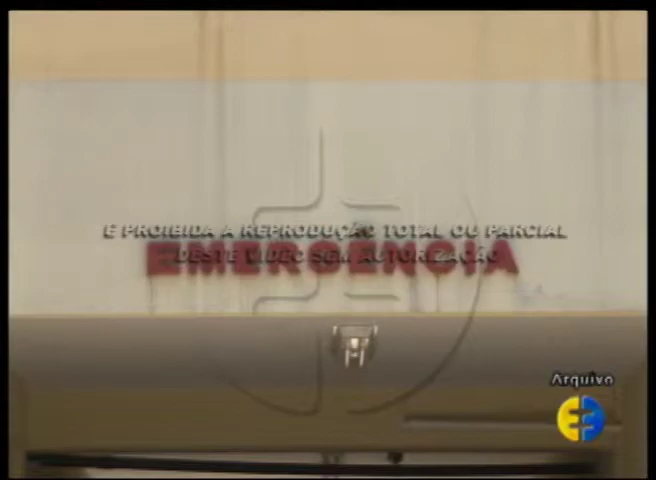 É PROIBIDA A REPRODUÇÃO TOTAL OU PARCIAL
DESTE VÍDEO SEM AUTORIZAÇÃO
EMERGÊNCIA
Arquivo